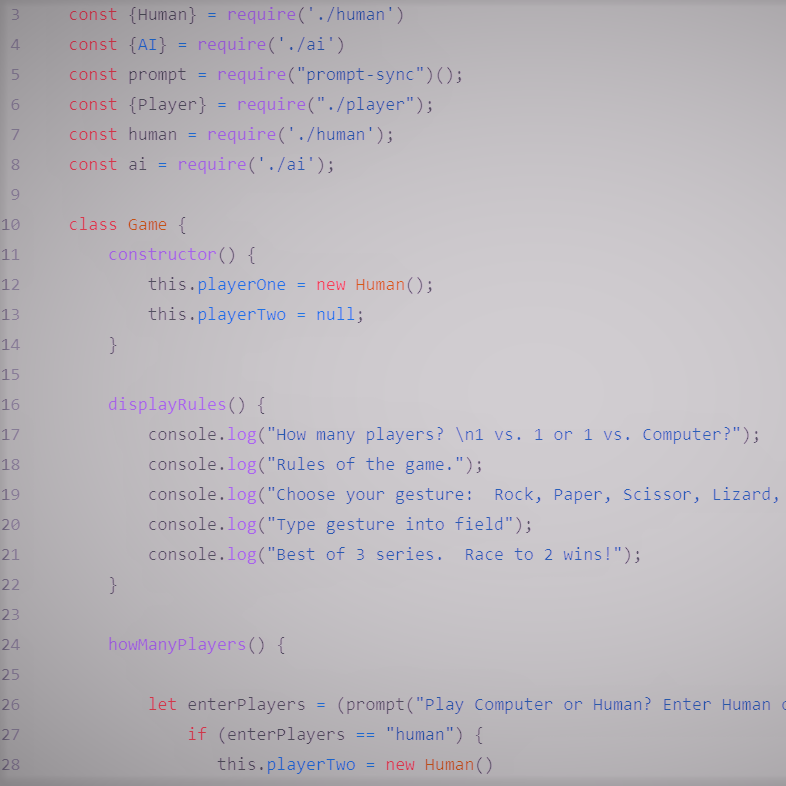 3 const {Human} = require('./human')
4 const {AI} = require('./ai')
5 const prompt = require("prompt-sync")();
6 const {Player} = require("./player");
7 const human = require('./human');
8 const ai = require('./ai');
9
10 class Game {
11 constructor() {
12 this.playerOne = new Human();
13 this.playerTwo = null;
14 }
15
16 displayRules() {
17 console.log("How many players? \n1 vs. 1 or 1 vs. Computer?");
18 console.log("Rules of the game.");
19 console.log("Choose your gesture:  Rock, Paper, Scissor, Lizard,
20 console.log("Type gesture into field");
21 console.log("Best of 3 series.  Race to 2 wins!");
22 }
23
24 howManyPlayers() {
25
26 let enterPlayers = (prompt("Play Computer or Human? Enter Human
27 if (enterPlayers == "human") {
28 this.playerTwo = new Human()